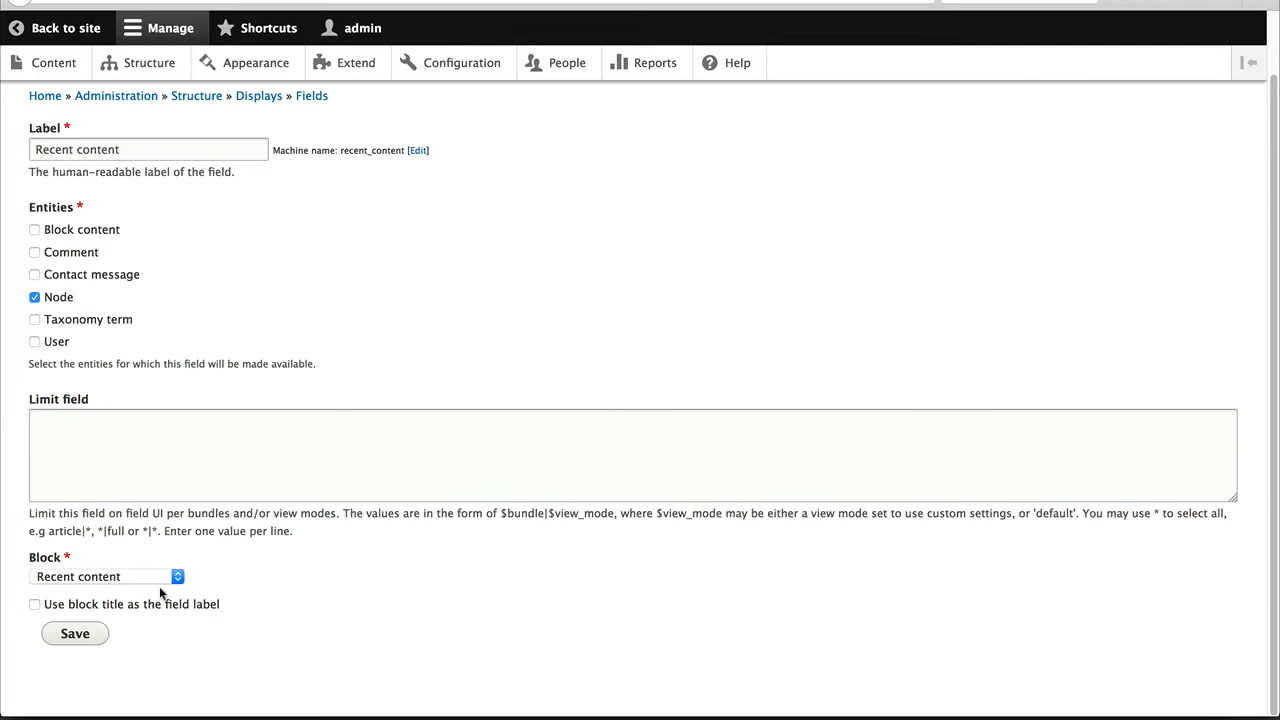 Back to site Manage Shortcuts admin
Content Structure Appearance Extend Configuration People Reports Help
Home » Administration » Structure » Displays » Fields
Label *
Recent content Machine name: recent_content [Edit]
The human-readable label of the field.
Entities *
Block content
Comment
Contact message
Node
Taxonomy term
User
Select the entities for which this field will be made available.
Limit field
Limit this field on field UI per bundles and/or view modes. The values are in the form of $bundle|$view_mode, where $view_mode may be either a view mode set to use custom settings, or 'default'. You may use * to select all,
e.g article|*, *|full or *|*. Enter one value per line.
Block *
Recent content
Use block title as the field label
Save